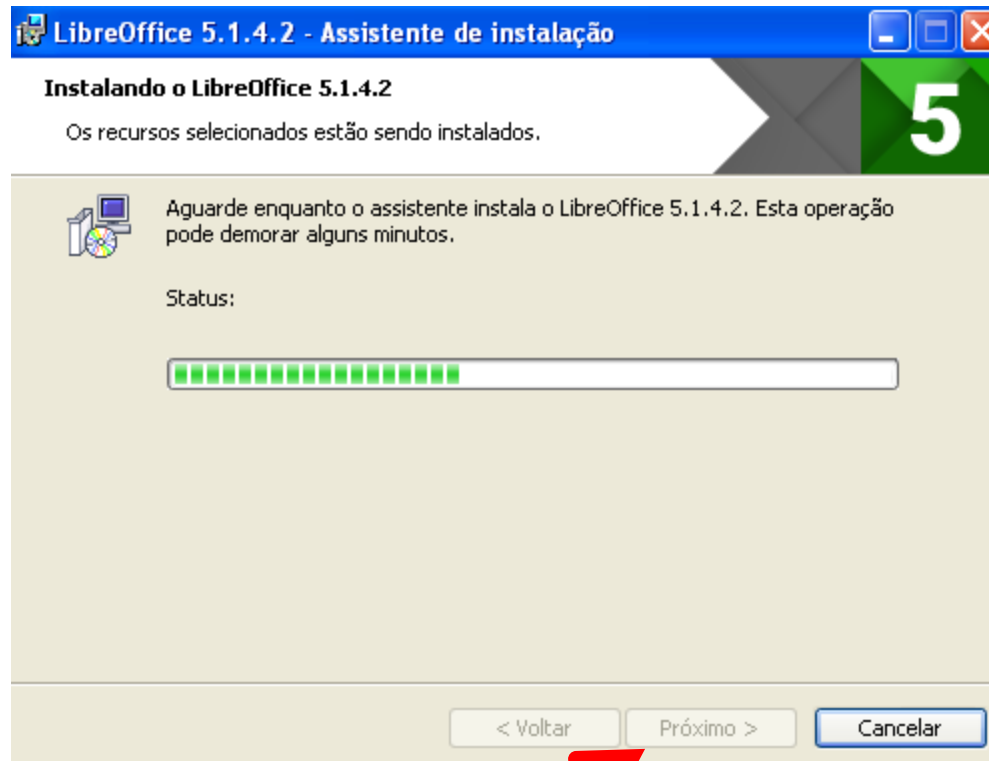 LibreOffice 5.1.4.2 - Assistente de instalação
Instalando o LibreOffice 5.1.4.2
Os recursos selecionados estão sendo instalados.
5
Aguarde enquanto o assistente instala o LibreOffice 5.1.4.2. Esta operação
pode demorar alguns minutos.
Status:
< Voltar
Próximo >
Cancelar